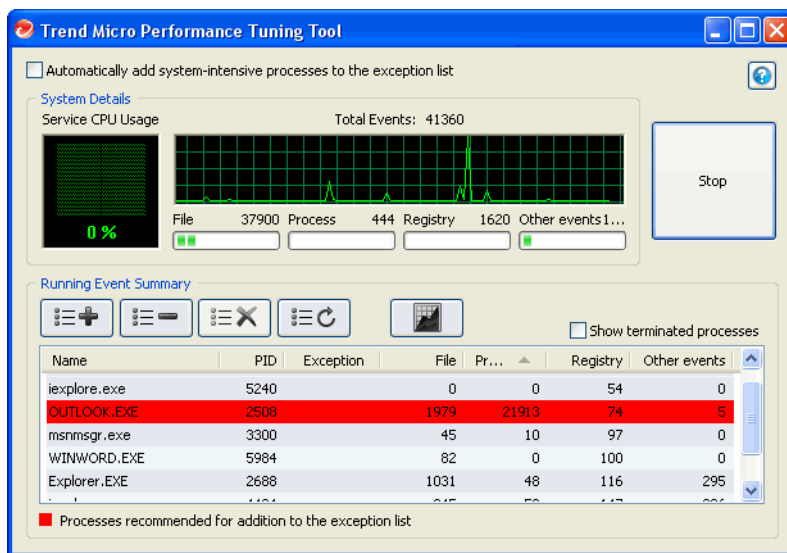 Trend Micro Performance Tuning Tool
Automatically add system-intensive processes to the exception list
System Details
Service CPU Usage
Total Events: 41360
0 %
File 37900 Process 444 Registry 1620 Other events1...
Stop
Running Event Summary
Show terminated processes
Name PID Exception File Pr... Registry Other events
iexplore.exe 5240 0 0 54 0
OUTLOOK.EXE 2508 1979 21913 74 5
msnmsgr.exe 3300 45 10 97 0
WINWORD.EXE 5984 82 0 100 0
Explorer.EXE 2688 1031 48 116 295
Processes recommended for addition to the exception list